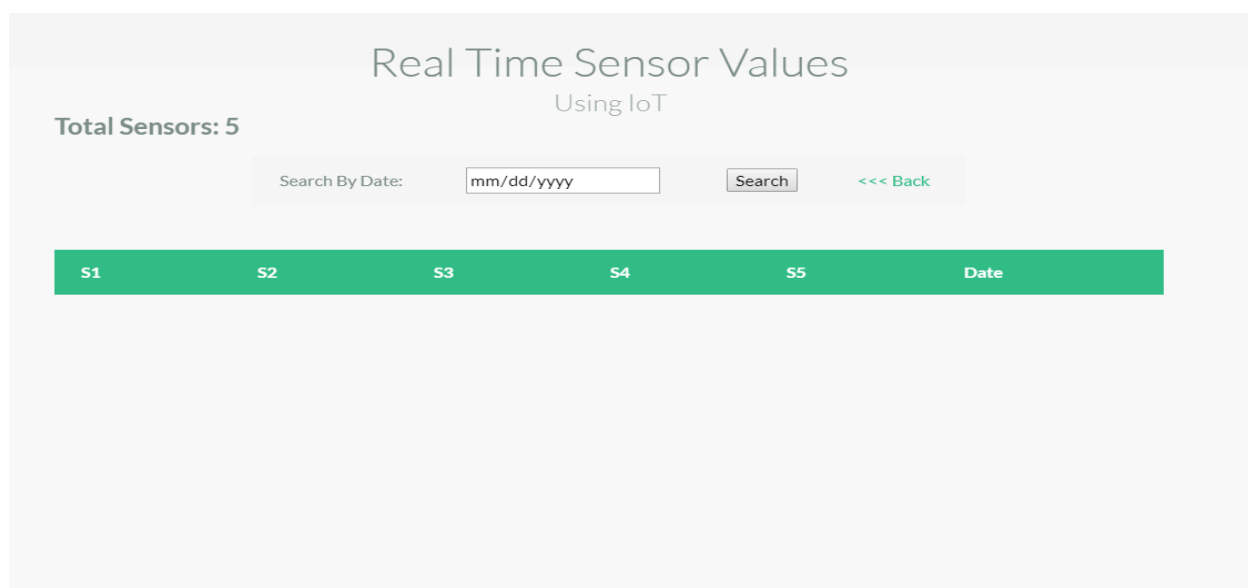 Real Time Sensor Values
Using IoT
Total Sensors: 5
Search By Date: mm/dd/yyyy Search <<< Back
S1 S2 S3 S4 S5 Date